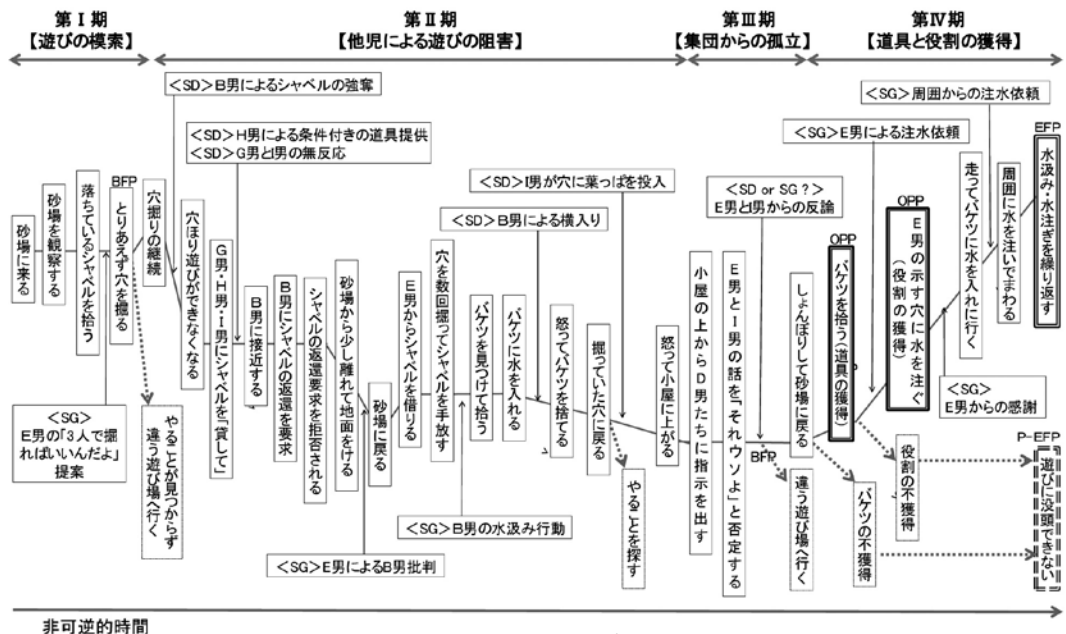 第Ⅰ期
【遊びの模索】
第Ⅱ期
【他児による遊びの阻害】
第Ⅲ期
【集団からの孤立】
第Ⅳ期
【道具と役割の獲得】
<SD>B男によるシャベルの強奪
<SD>H男による条件付きの道具提供
<SD>G男とI男の無反応
<SD>I男が穴に葉っぱを投入
<SD>B男による横入り
<SD or SG?>
E男とI男からの反論
<SG>E男による注水依頼
<SG>周囲からの注水依頼
砂場に来る
砂場を観察する
落ちているシャベルを拾う
BFP
とりあえず穴を掘る
穴掘りの継続
穴ほり遊びができなくなる
G男・H男・I男にシャベルを「貸して」
B男に接近する
B男にシャベルの返還を要求
シャベルの返還要求を拒否される
砂場から少し離れて地面をける
砂場に戻る
E男からシャベルを借りる
穴を数回掘ってシャベルを手放す
バケツを見つけて拾う
バケツに水を入れる
怒ってバケツを捨てる
掘っていた穴に戻る
怒って小屋に上がる
小屋の上からD男たちに指示を出す
E男とI男の話を「それウソよ」と否定する
BFP
しょんぼりして砂場に戻る
OPP
バケツを拾う(道具の獲得)
OPP
E男の示す穴に水を注ぐ
(役割の獲得)
走ってバケツに水を入れに行く
周囲に水を注いでまわる
EFP
水汲み・水注ぎを繰り返す
<SG>
E男の「3人で掘
ればいいんだよ」
提案
やることが見つからず
違う遊び場へ行く
<SG>E男によるB男批判
<SG>B男の水汲み行動
やることを探す
違う遊び場へ行く
バケツの不獲得
役割の不獲得
<SG>
E男からの感謝
P-EFP
遊びに没頭できない
非可逆的時間